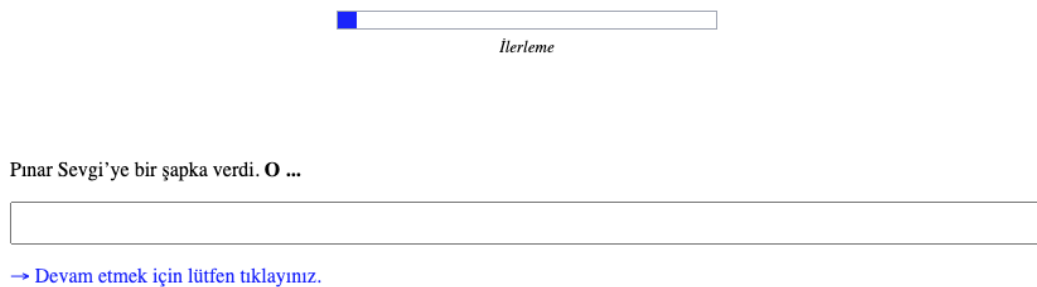 İlerleme
Pınar Sevgi’ye bir şapka verdi. O ...
→ Devam etmek için lütfen tıklayınız.